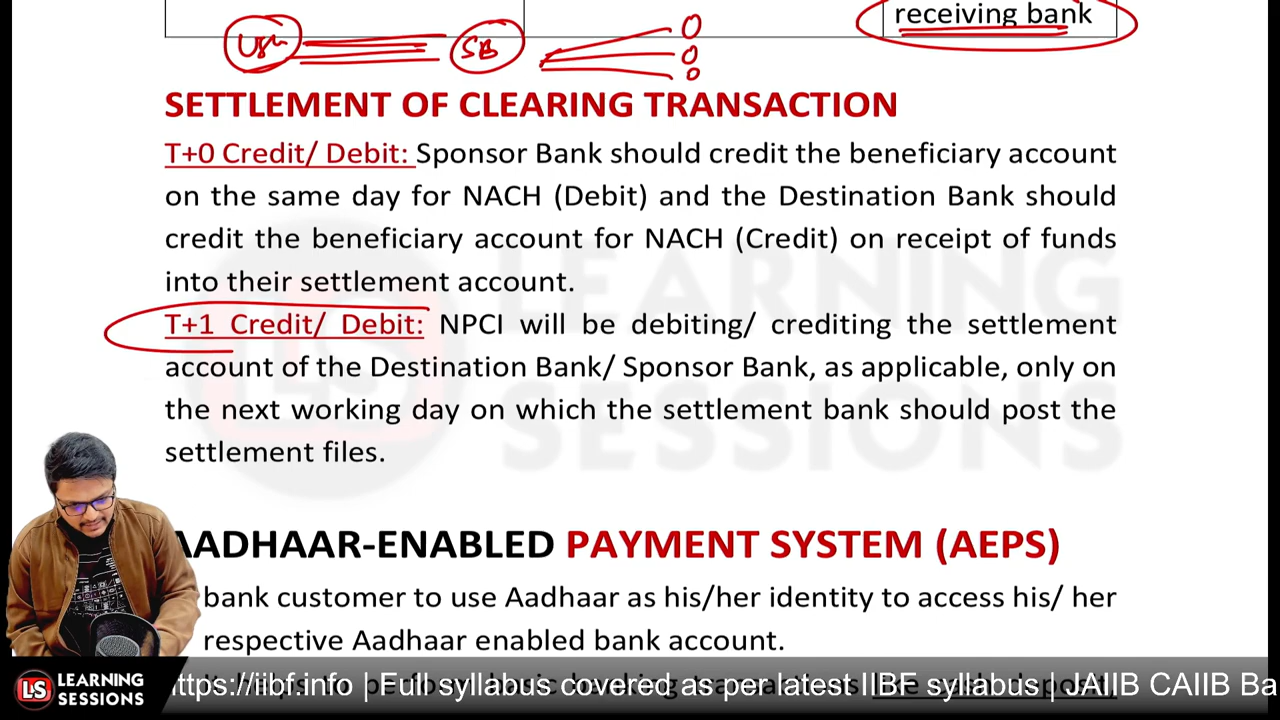 receiving bank
SB
SETTLEMENT OF CLEARING TRANSACTION
T+0 Credit/ Debit: Sponsor Bank should credit the beneficiary account
on the same day for NACH (Debit) and the Destination Bank should
credit the beneficiary account for NACH (Credit) on receipt of funds
into their settlement account.
T+1 Credit/ Debit: NPCI will be debiting/ crediting the settlement
account of the Destination Bank/ Sponsor Bank, as applicable, only on
the next working day on which the settlement bank should post the
settlement files.
LEARNING
SESSIONS
AADHAAR-ENABLED PAYMENT SYSTEM (AEPS)
bank customer to use Aadhaar as his/her identity to access his/ her
respective Aadhaar enabled bank account.
LS LEARNING
SESSIONS
https://iibf.info | Full syllabus covered as per latest IIBF syllabus | JAIIB CAIIB Ba